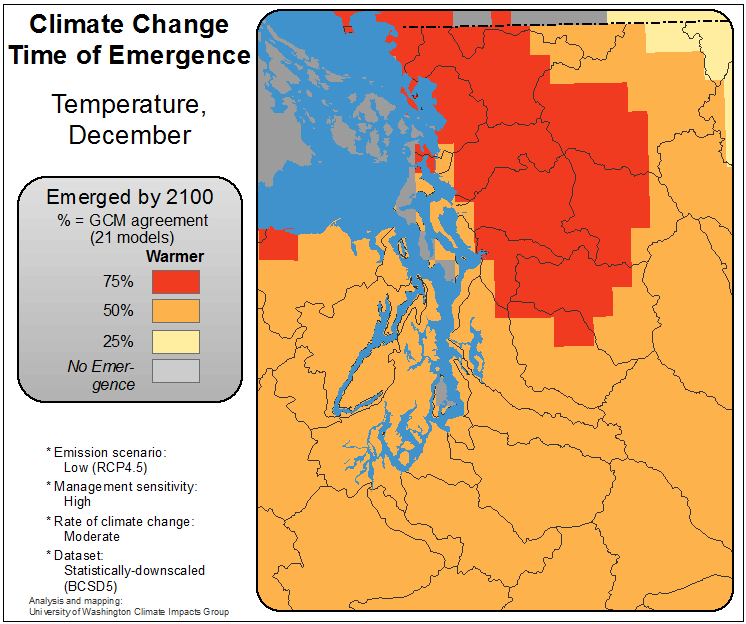 Climate Change
Time of Emergence
Temperature,
December
Emerged by 2100
% = GCM agreement
(21 models)
Warmer
75%
50%
25%
No Emer-
gence
* Emission scenario:
Low (RCP4.5)
* Management sensitivity:
High
* Rate of climate change:
Moderate
* Dataset:
Statistically-downscaled
(BCSD5)
Analysis and mapping:
University of Washington Climate Impacts Group